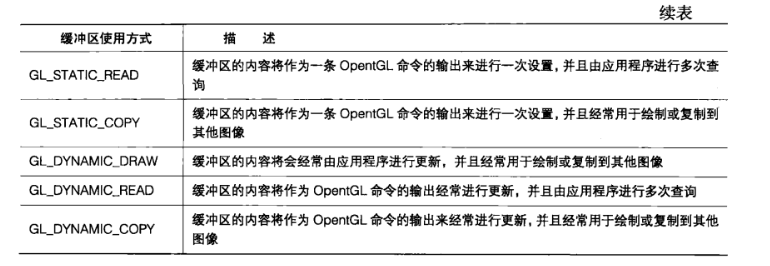 续表
缓冲区使用方式 描 述
GL_STATIC_READ 缓冲区的内容将作为一条 OpentGL 命令的输出来进行一次设置，并且由应用程序进行多次查
询
GL_STATIC_COPY 缓冲区的内容将作为一条 OpentGL 命令的输出来进行一次设置，并且经常用于绘制或复制到
其他图像
GL_DYNAMIC_DRAW 缓冲区的内容将会经常由应用程序进行更新，并且经常用于绘制或复制到其他图像
GL_DYNAMIC_READ 缓冲区的内容将作为 OpentGL 命令的输出经常进行更新，并且由应用程序进行多次查询
GL_DYNAMIC_COPY 缓冲区的内容将作为 OpentGL 命令的输出来经常进行更新，并且经常用于绘制或复制到其他
图像